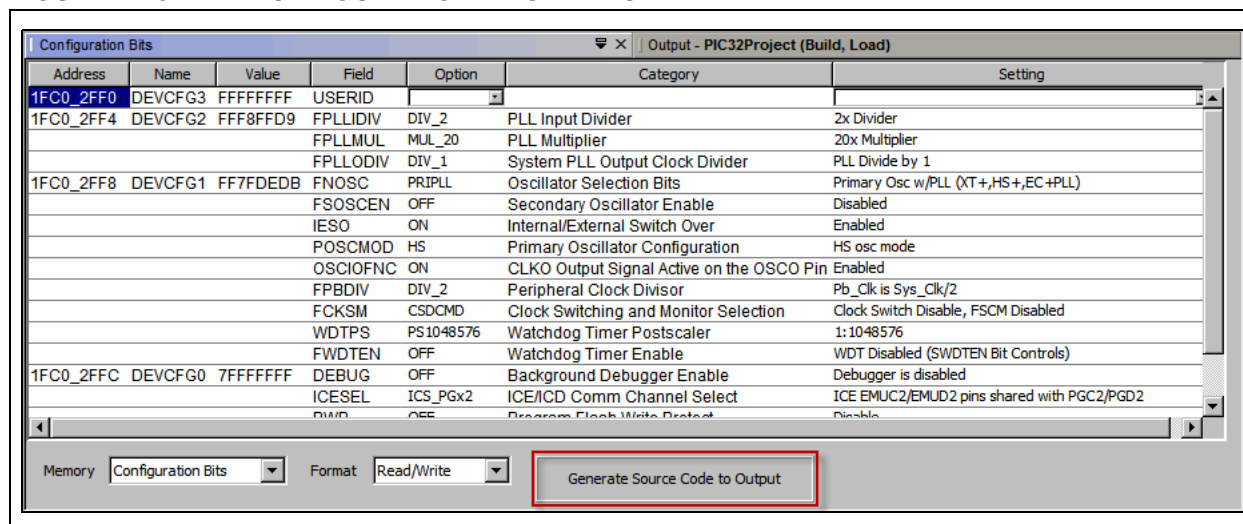 Configuration Bits Output - PIC32Project (Build, Load)
Address Name Value Field Option Category Setting
1FC0_2FF0 DEVCFG3 FFFFFFFF USERID
1FC0_2FF4 DEVCFG2 FFF8FFD9 FPLLIDIV DIV_2 PLL Input Divider 2x Divider
FPLLMUL MUL_20 PLL Multiplier 20x Multiplier
FPLLODIV DIV_1 System PLL Output Clock Divider PLL Divide by 1
1FC0_2FF8 DEVCFG1 FF7FDEDB FNOSC PRIPLL Oscillator Selection Bits Primary Osc w/PLL (XT+,HS+,EC+PLL)
FSOSCEN OFF Secondary Oscillator Enable Disabled
IESO ON Internal/External Switch Over Enabled
POSCMOD HS Primary Oscillator Configuration HS osc mode
OSCIOFNC ON CLKO Output Signal Active on the OSCO Pin Enabled
FPBDIV DIV_2 Peripheral Clock Divisor Pb_Clk is Sys_Clk/2
FCKSM CSDCMD Clock Switching and Monitor Selection Clock Switch Disable, FSCM Disabled
WDTPS PS1048576 Watchdog Timer Postscaler 1:1048576
FWDTEN OFF Watchdog Timer Enable WDT Disabled (SWDTEN Bit Controls)
1FC0_2FFC DEVCFG0 7FFFFFFF DEBUG OFF Background Debugger Enable Debugger is disabled
ICESEL ICS_PGx2 ICE/ICD Comm Channel Select ICE EMUC2/EMUD2 pins shared with PGC2/PGD2
PWP OFF Program Flash Write Protect Disable
Memory Configuration Bits Format Read/Write Generate Source Code to Output